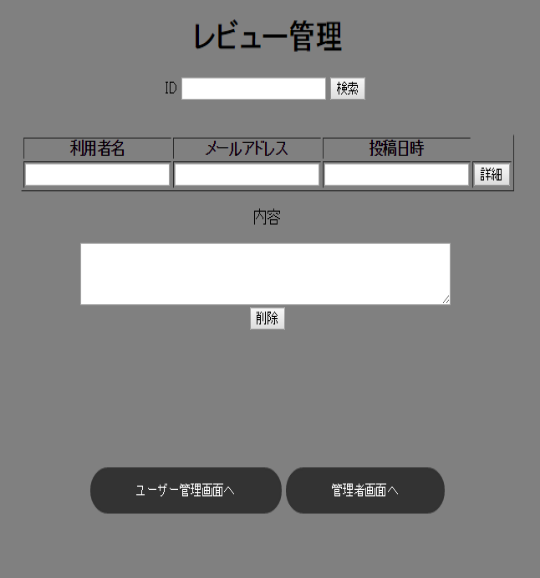 レビュー管理
ID 検索
利用者名 メールアドレス 投稿日時
詳細
内容
削除
ユーザー管理画面へ 管理者画面へ